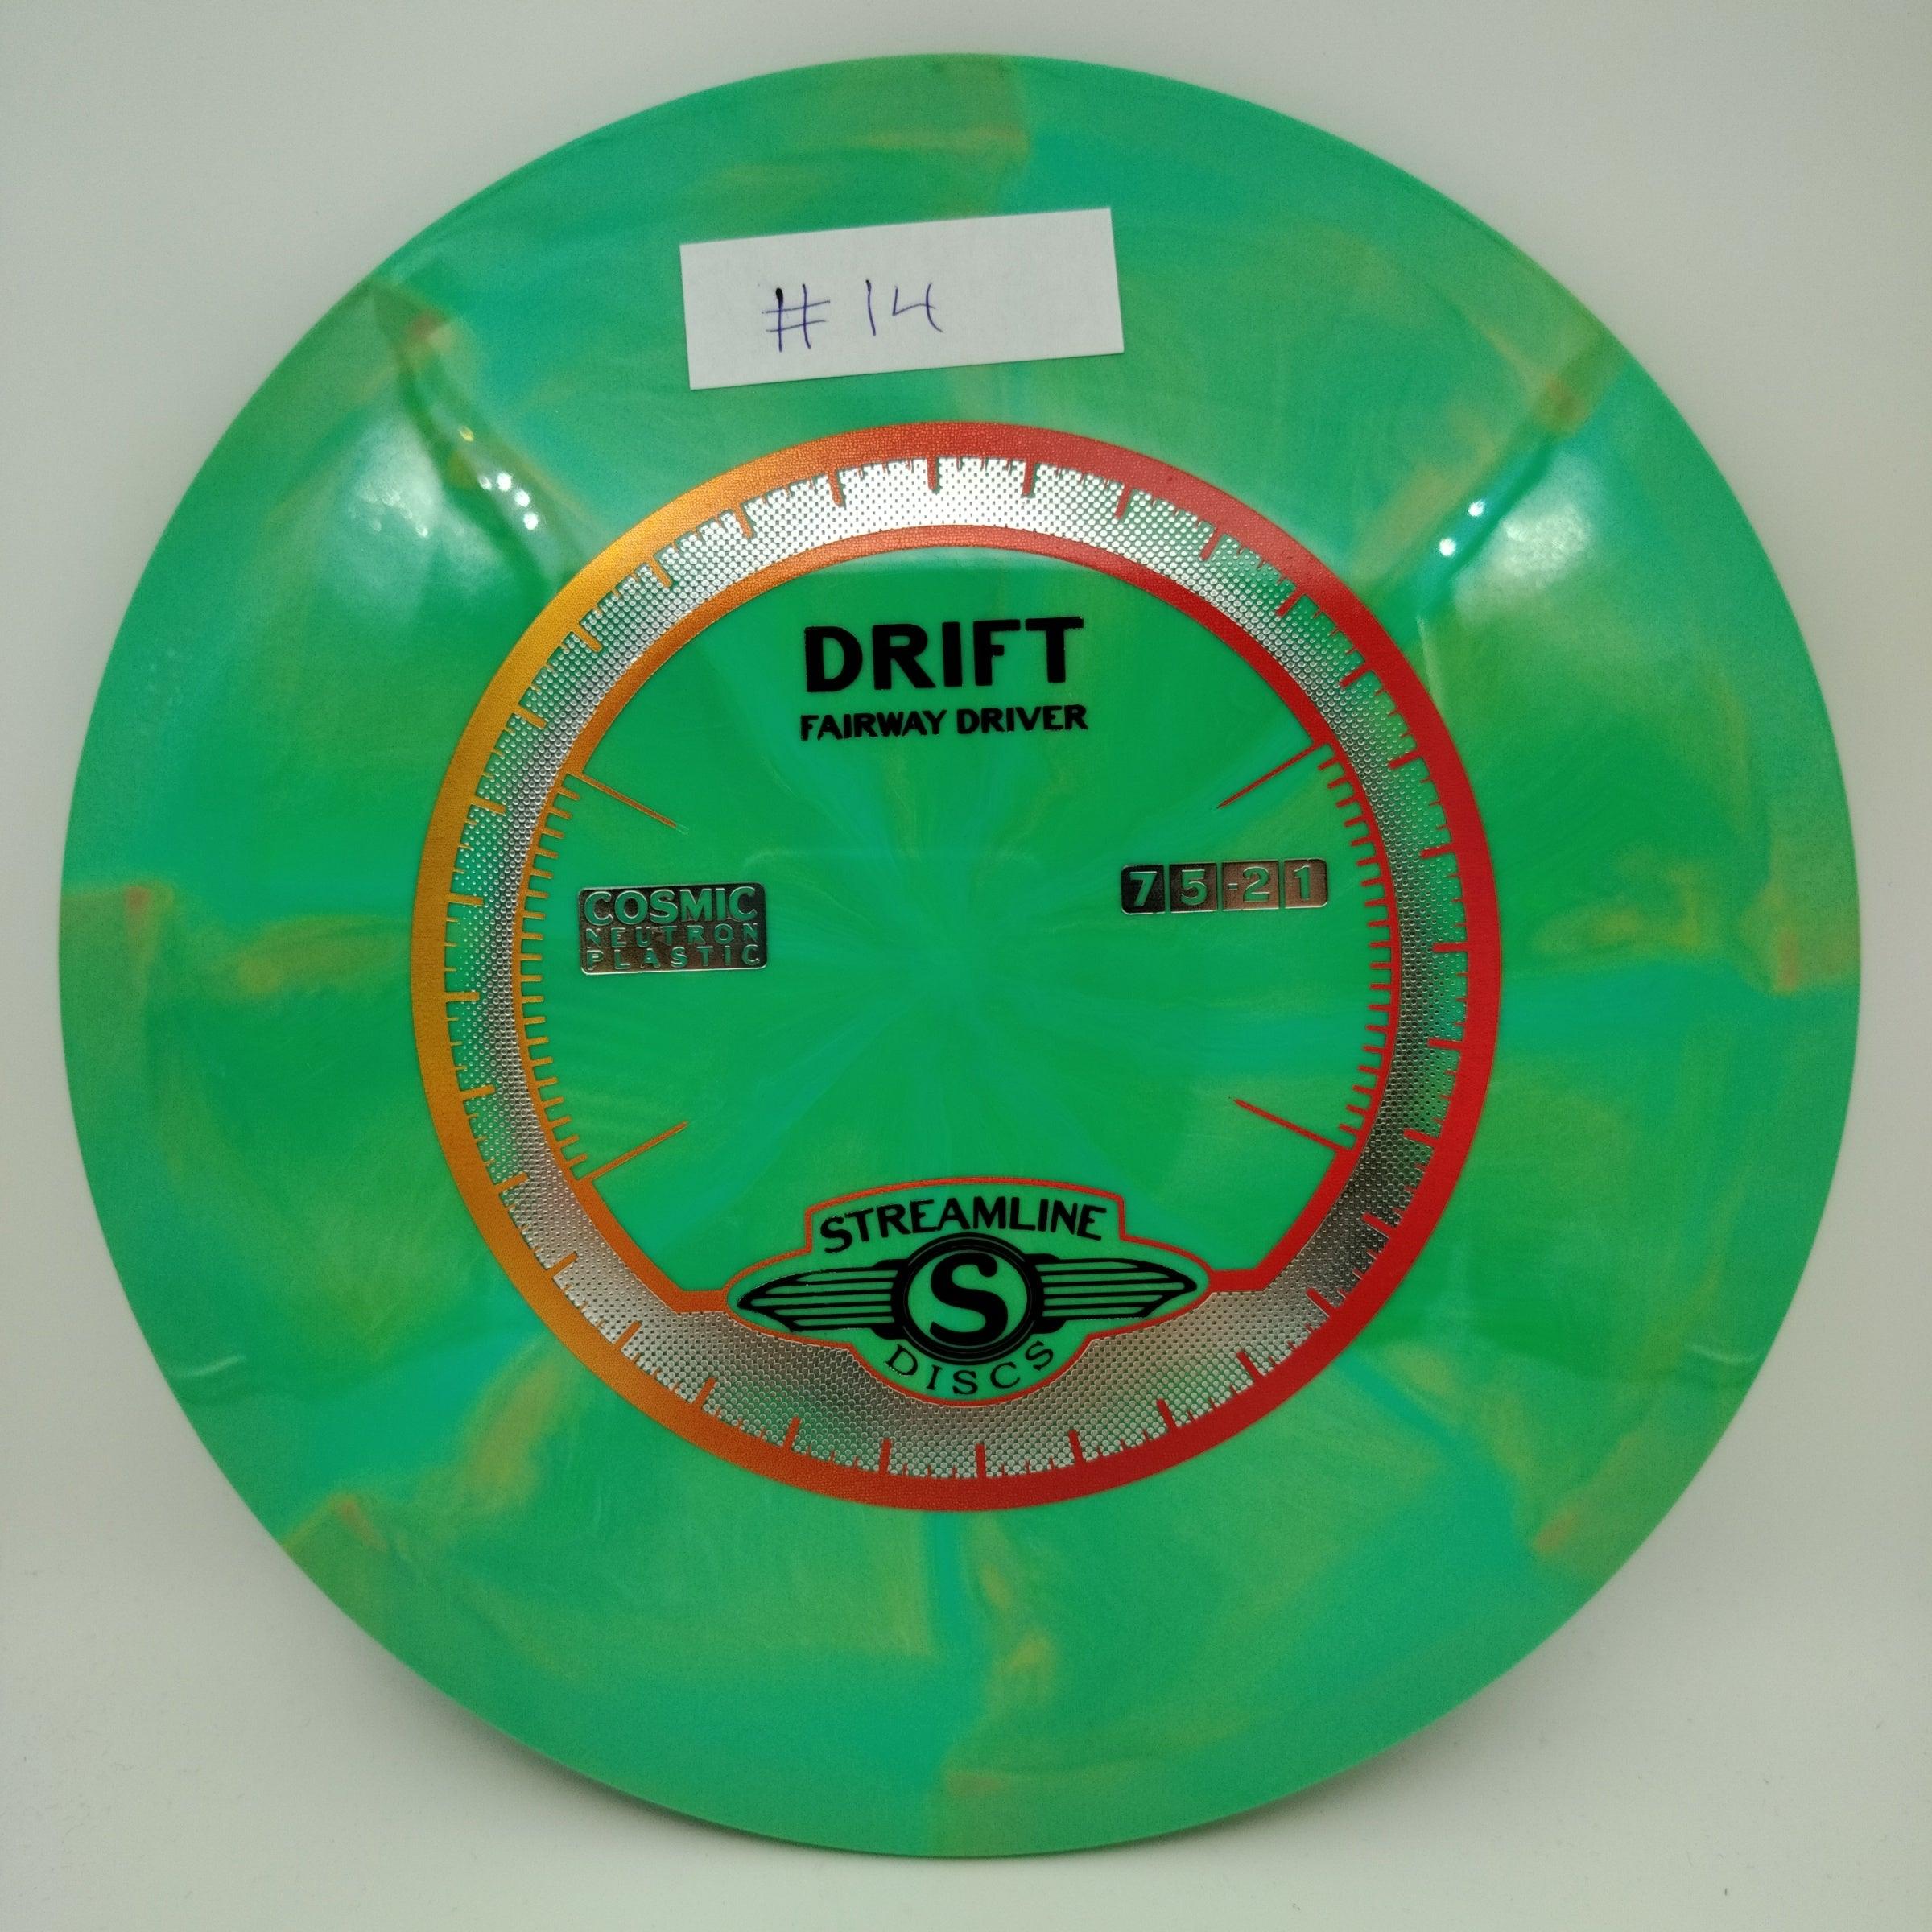 #14
DRIFT
FAIRWAY DRIVER
COSMIC
NEUTRON
PLASTIC
7 5 -2 1
STREAMLINE
S
DISCS